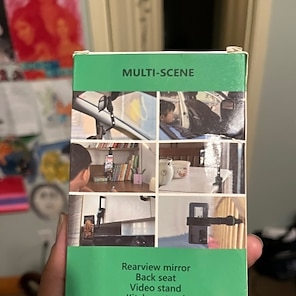 MULTI-SCENE
Rearview mirror
Back seat
Video stand